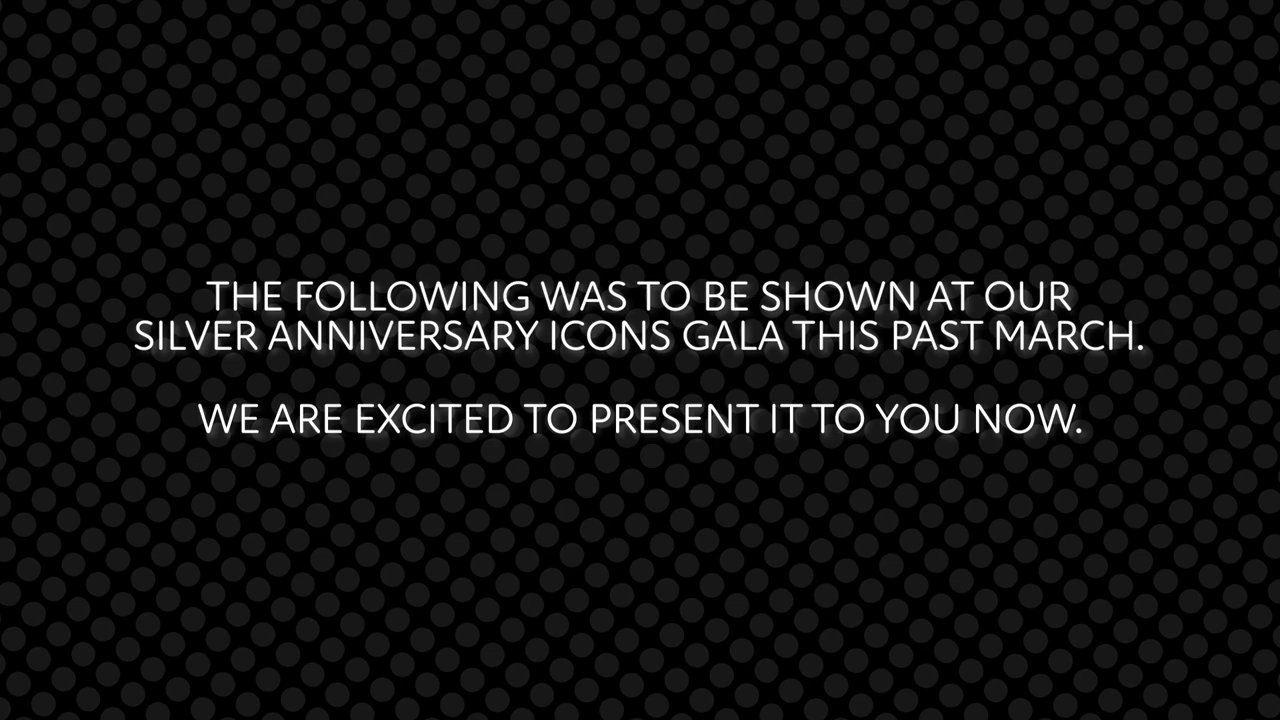 THE FOLLOWING WAS TO BE SHOWN AT OUR
SILVER ANNIVERSARY ICONS GALA THIS PAST MARCH.
WE ARE EXCITED TO PRESENT IT TO YOU NOW.